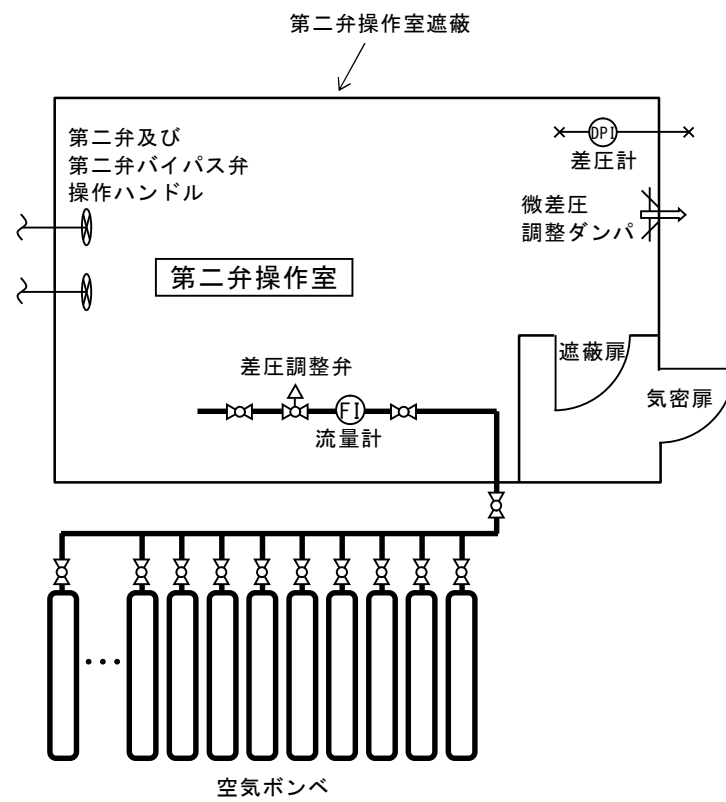 第二弁操作室遮蔽
第二弁及び
第二弁バイパス弁
操作ハンドル
DPI
差圧計
微差圧
調整ダンパ
第二弁操作室
遮蔽扉
気密扉
差圧調整弁
FI
流量計
空気ボンベ